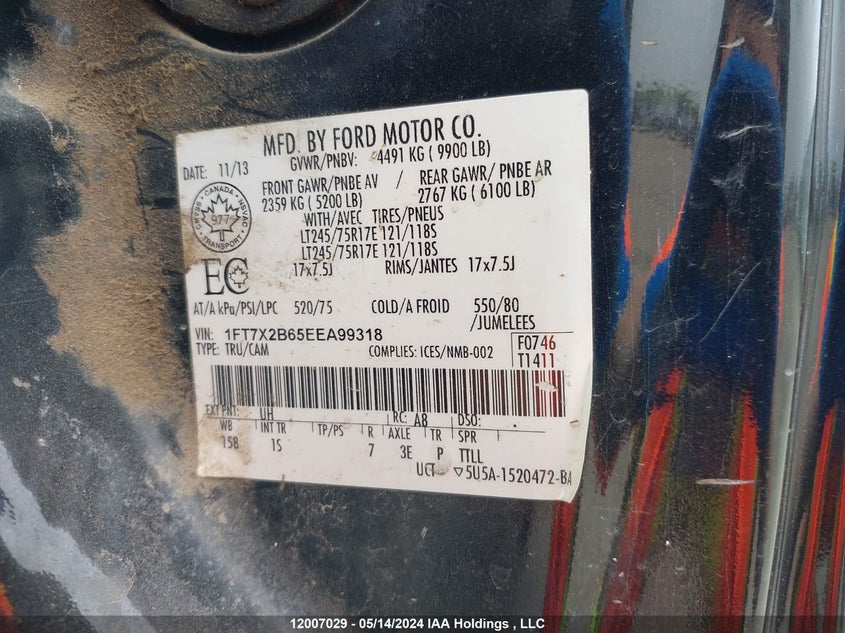 MFD. BY FORD MOTOR CO.
DATE: 11/13
GVWR/PNBV: 4491 KG ( 9900 LB)
FRONT GAWR/PNBE AV / REAR GAWR/ PNBE AR
2359 KG ( 5200 LB) 2767 KG ( 6100 LB)
WITH/AVEC TIRES/PNEUS
LT245/75R17E 121/118S
LT245/75R17E 121/118S
17x7.5J RIMS/JANTES 17x7.5J
CANADA
977
TRANSPORT
EC
AT/A kPa/PSI/LPC 520/75 COLD/A FROID 550/80
/JUMELEES
VIN: 1FT7X2B65EEA99318
TYPE: TRU/CAM COMPLIES: ICES/NMB-002
F0746
T1411
EXT PNT: UH RC: A8 DSO:
WB INT TR TP/PS R AXLE TR SPR
158 1S 7 3E P TTLL
UCT ▽5U5A-1520472-BA
12007029 - 05/14/2024 IAA Holdings , LLC